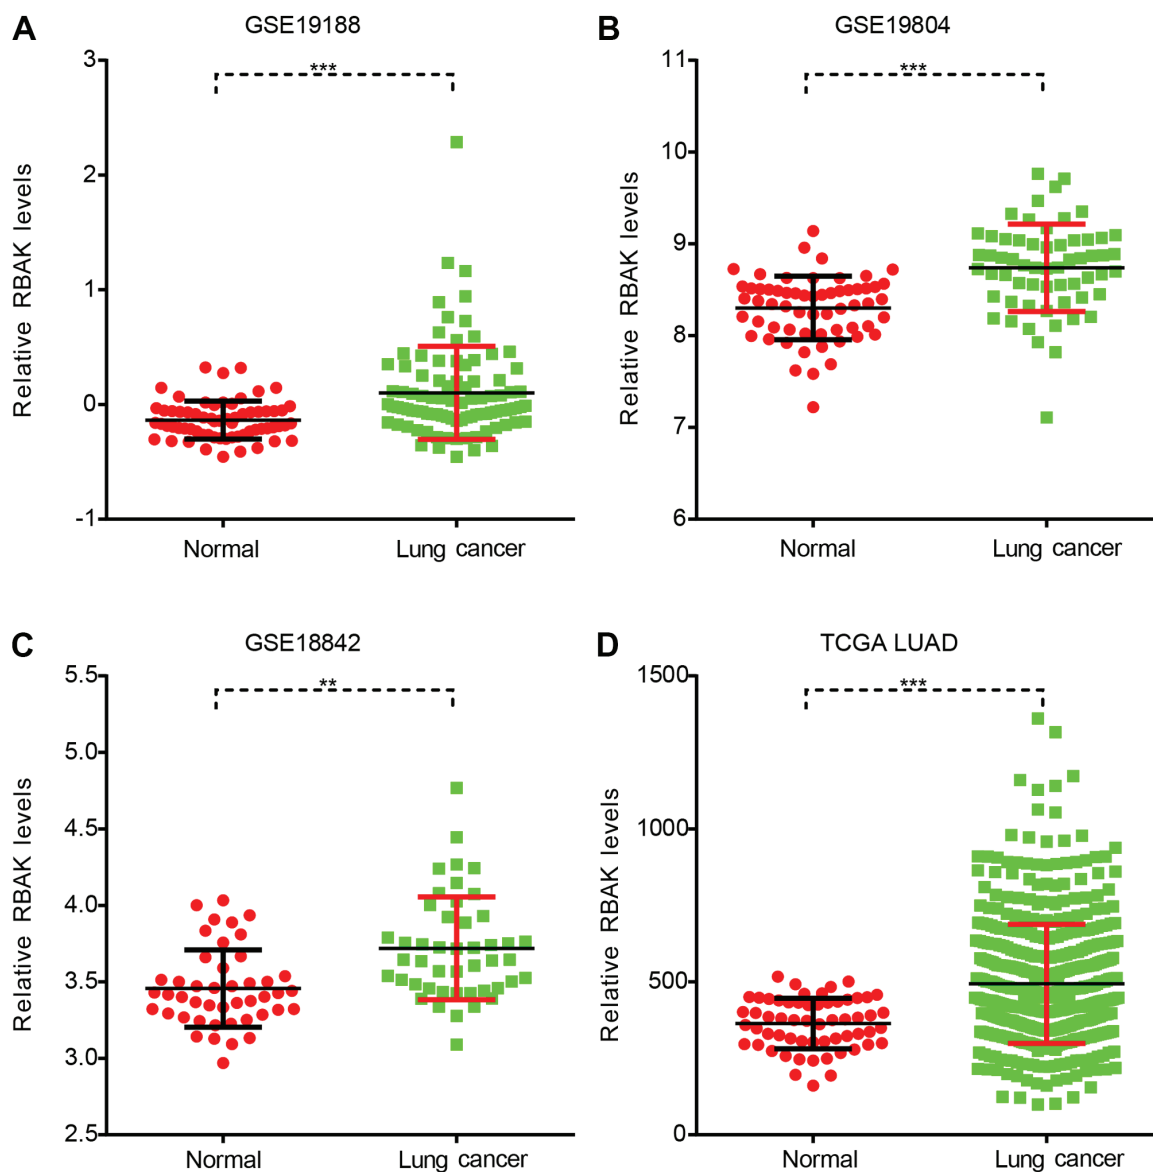 A
GSE19188
***
Relative RBAK levels
3
2
1
0
-1
Normal
Lung cancer
B
GSE19804
***
Relative RBAK levels
11
10
9
8
7
6
Normal
Lung cancer
C
GSE18842
**
Relative RBAK levels
5.5
5.0
4.5
4.0
3.5
3.0
2.5
Normal
Lung cancer
D
TCGA LUAD
***
Relative RBAK levels
1500
1000
500
0
Normal
Lung cancer